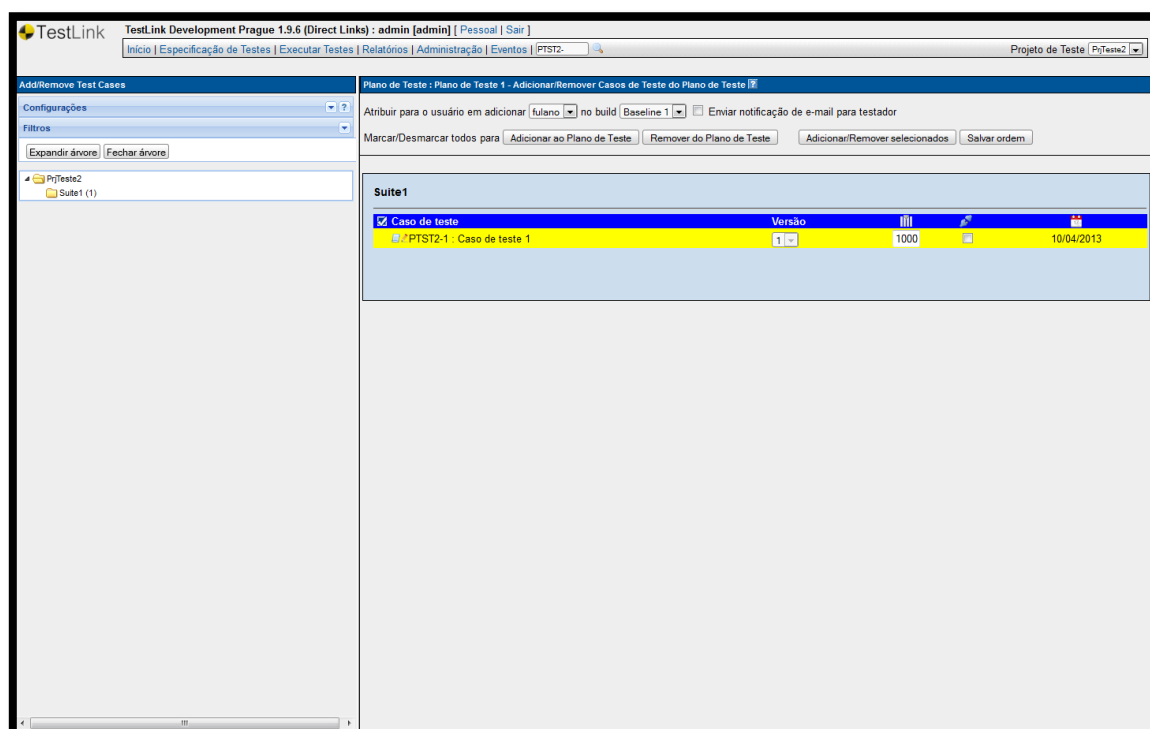 TestLink
TestLink Development Prague 1.9.6 (Direct Links) : admin [admin] [ Pessoal | Sair ]
Início | Especificação de Testes | Executar Testes | Relatórios | Administração | Eventos | PTST2-
Projeto de Teste PrjTeste2
Add/Remove Test Cases
Configurações
?
Filtros
Expandir árvore Fechar árvore
PrjTeste2
Suite1 (1)
Plano de Teste : Plano de Teste 1 - Adicionar/Remover Casos de Teste do Plano de Teste ?
Atribuir para o usuário em adicionar fulano no build Baseline 1 Enviar notificação de e-mail para testador
Marcar/Desmarcar todos para Adicionar ao Plano de Teste Remover do Plano de Teste Adicionar/Remover selecionados Salvar ordem
Suite1
Caso de teste Versão
PTST2-1 : Caso de teste 1 1 1000 10/04/2013